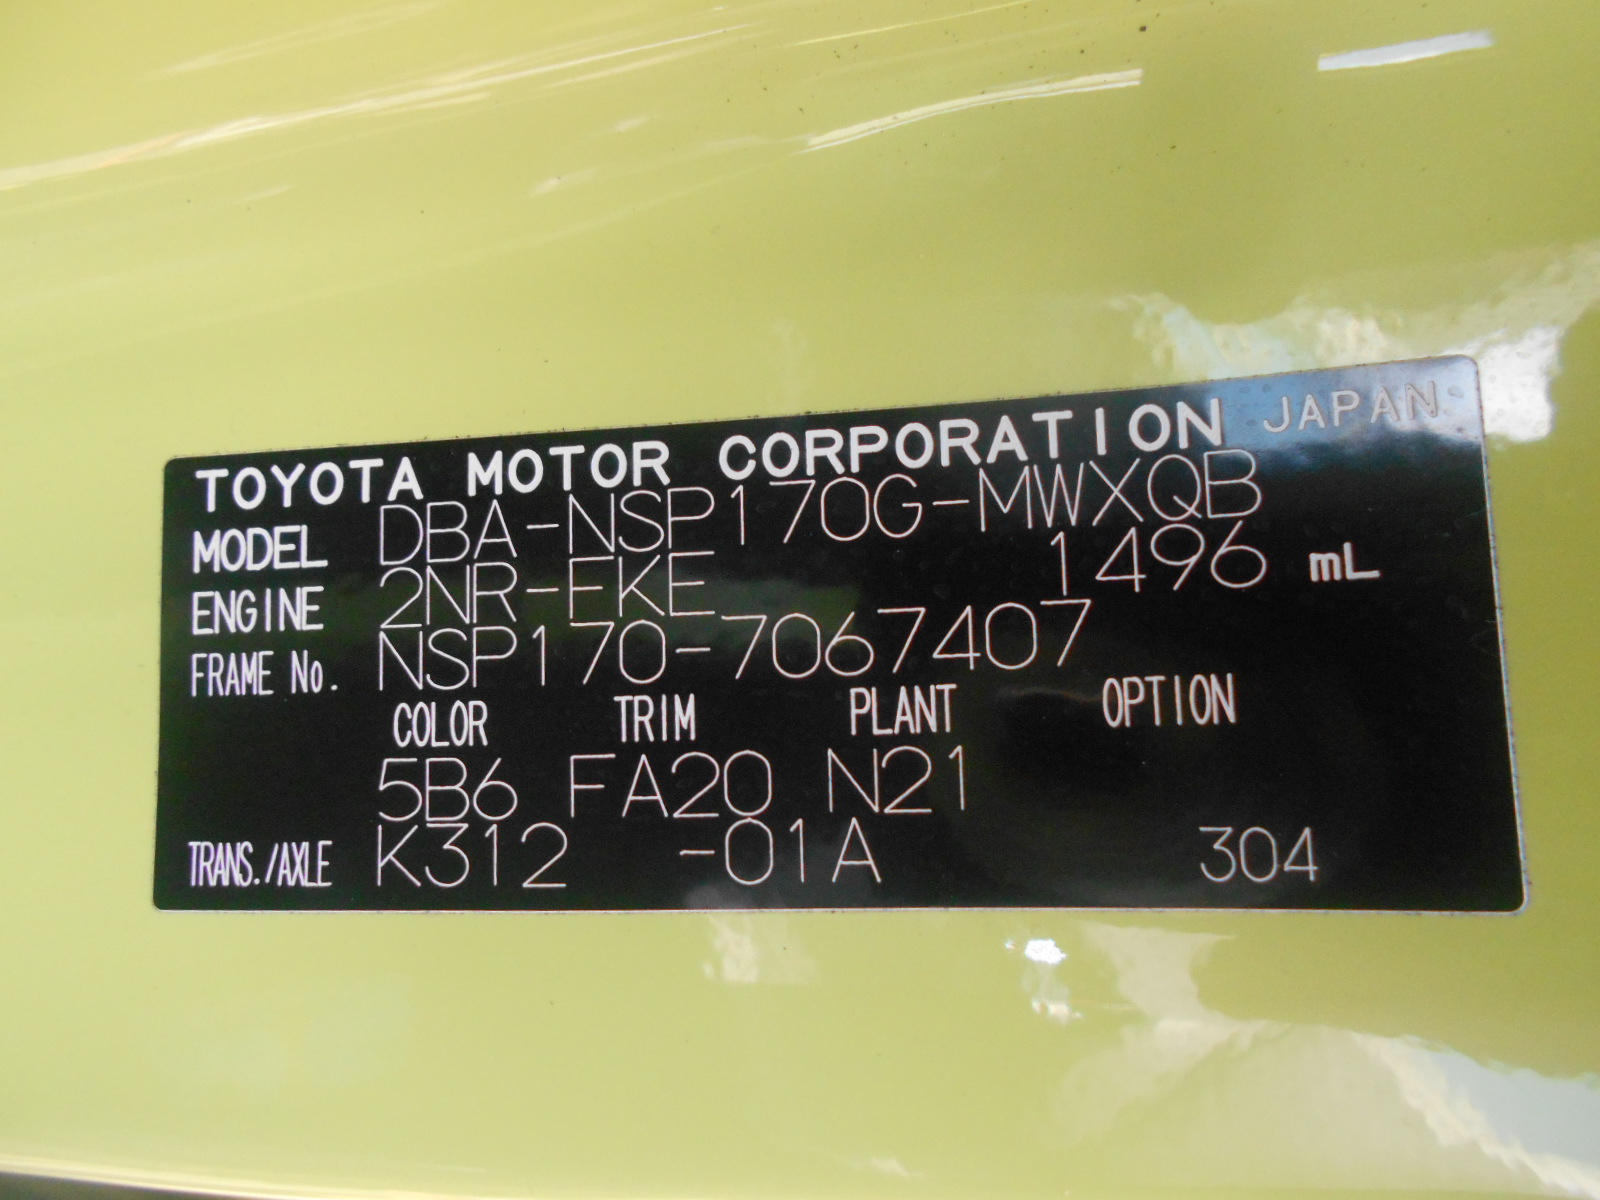 TOYOTA MOTOR CORPORATION JAPAN
MODEL DBA-NSP170G-MWXQB
ENGINE 2NR-FKE 1496 mL
FRAME No. NSP170-7067407
COLOR TRIM PLANT OPTION
5B6 FA20 N21
TRANS./AXLE K312 -01A 304